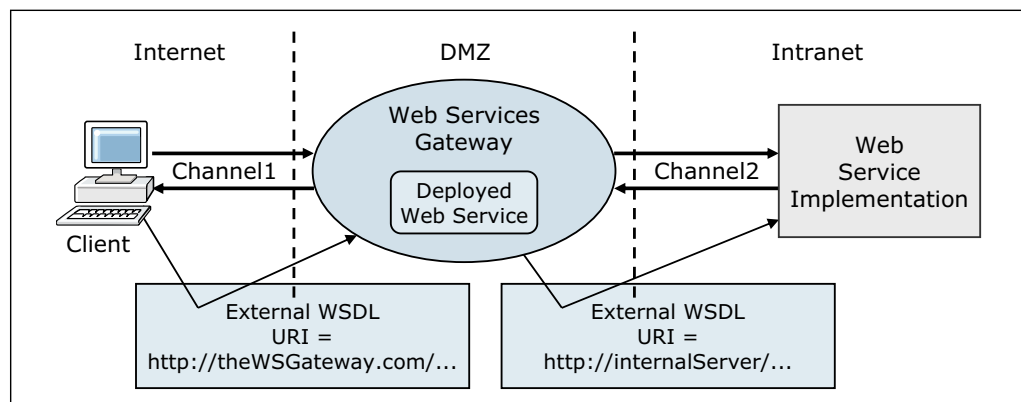 Internet
DMZ
Intranet
Web Services
Gateway
Channel1
Deployed
Web Service
Channel2
Web
Service
Implementation
Client
External WSDL
URI =
http://theWSGateway.com/...
External WSDL
URI =
http://internalServer/...